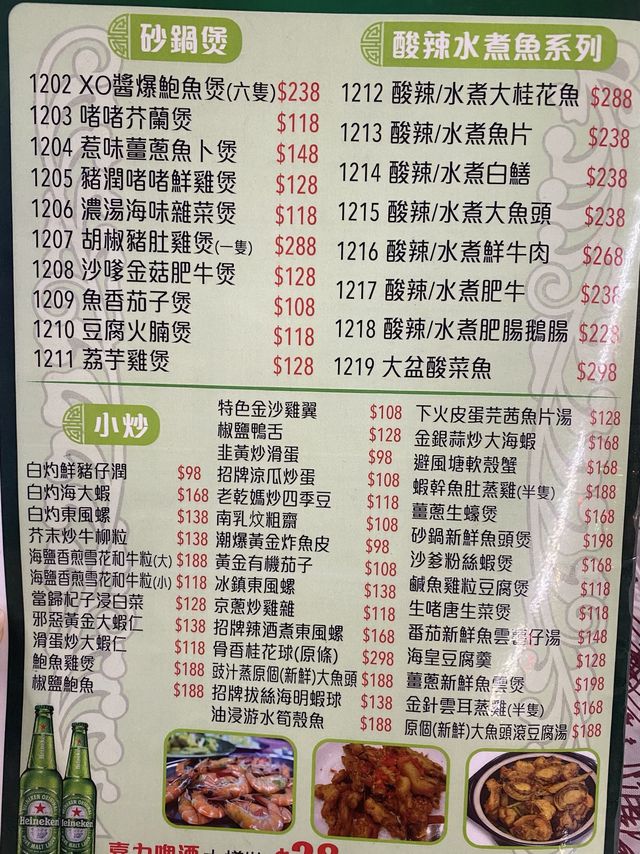 砂鍋煲
1202 XO醬爆鮑魚煲(六隻) $238
1203 啫啫芥蘭煲 $118
1204 惹味薑蔥魚卜煲 $148
1205 豬潤啫啫鮮雞煲 $128
1206 濃湯海味雜菜煲 $118
1207 胡椒豬肚雞煲(一隻) $288
1208 沙嗲金菇肥牛煲 $128
1209 魚香茄子煲 $108
1210 豆腐火腩煲 $118
1211 荔芋雞煲 $128
酸辣水煮魚系列
1212 酸辣/水煮大桂花魚 $288
1213 酸辣/水煮魚片 $238
1214 酸辣/水煮白鱔 $238
1215 酸辣/水煮大魚頭 $238
1216 酸辣/水煮鮮牛肉 $268
1217 酸辣/水煮肥牛 $238
1218 酸辣/水煮肥腸鵝腸 $228
1219 大盆酸菜魚 $298
小炒
白灼鮮豬仔潤 $98
白灼海大蝦 $168
白灼東風螺 $138
芥末炒牛柳粒 $138
海鹽香煎雪花和牛粒(大) $188
海鹽香煎雪花和牛粒(小) $118
當歸杞子浸白菜 $128
邪惡黃金大蝦仁 $138
滑蛋炒大蝦仁 $118
鮑魚雞煲 $188
椒鹽鮑魚 $188
特色金沙雞翼 $108
椒鹽鴨舌 $128
韭黃炒滑蛋 $98
招牌涼瓜炒蛋 $108
老乾媽炒四季豆 $118
南乳炆粗齋 $108
潮爆黃金炸魚皮 $98
黃金有機茄子 $108
冰鎮東風螺 $138
京蔥炒雞雜 $118
招牌辣酒煮東風螺 $168
骨香桂花球(原條) $298
豉汁蒸原個(新鮮)大魚頭 $188
招牌拔絲海明蝦球 $138
油浸游水筍殼魚 $188
下火皮蛋芫茜魚片湯 $128
金銀蒜炒大海蝦 $168
避風塘軟殼蟹 $168
蝦幹魚肚蒸雞(半隻) $188
薑蔥生蠔煲 $168
砂鍋新鮮魚頭煲 $198
沙爹粉絲蝦煲 $168
鹹魚雞粒豆腐煲 $118
生啫唐生菜煲 $118
番茄新鮮魚雲薯仔湯 $148
海皇豆腐羹 $128
薑蔥新鮮魚雲煲 $198
金針雲耳蒸雞(半隻) $168
原個(新鮮)大魚頭滾豆腐湯 $188
Heineken
Heineken